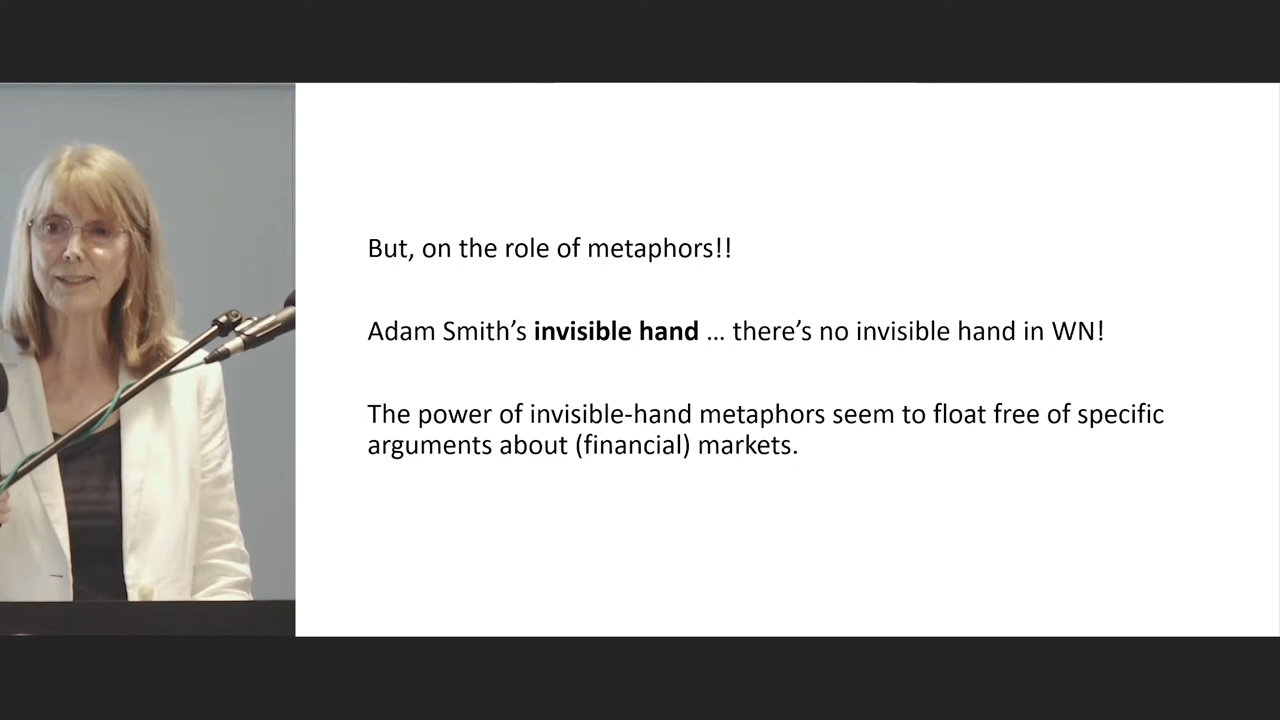 But, on the role of metaphors!!
Adam Smith’s invisible hand … there’s no invisible hand in WN!
The power of invisible-hand metaphors seem to float free of specific
arguments about (financial) markets.